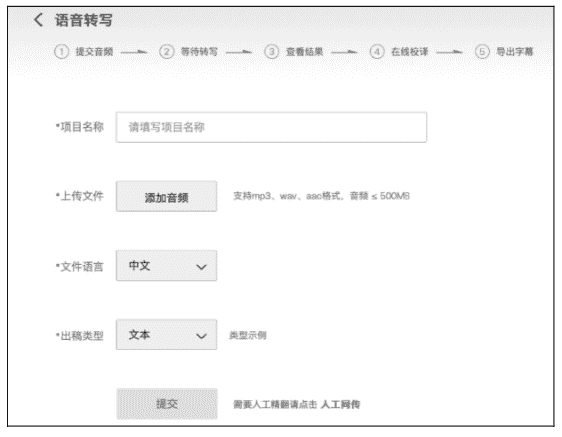 语音转写
① 提交音频 ② 等待转写 ③ 查看结果 ④ 在线校译 ⑤ 导出字幕
*项目名称 请填写项目名称
*上传文件 添加音频 支持mp3、wav、aac格式，音频 ≤ 500MB
*文件语言 中文
*出稿类型 文本 类型示例
提交 需要人工精翻请点击 人工网传